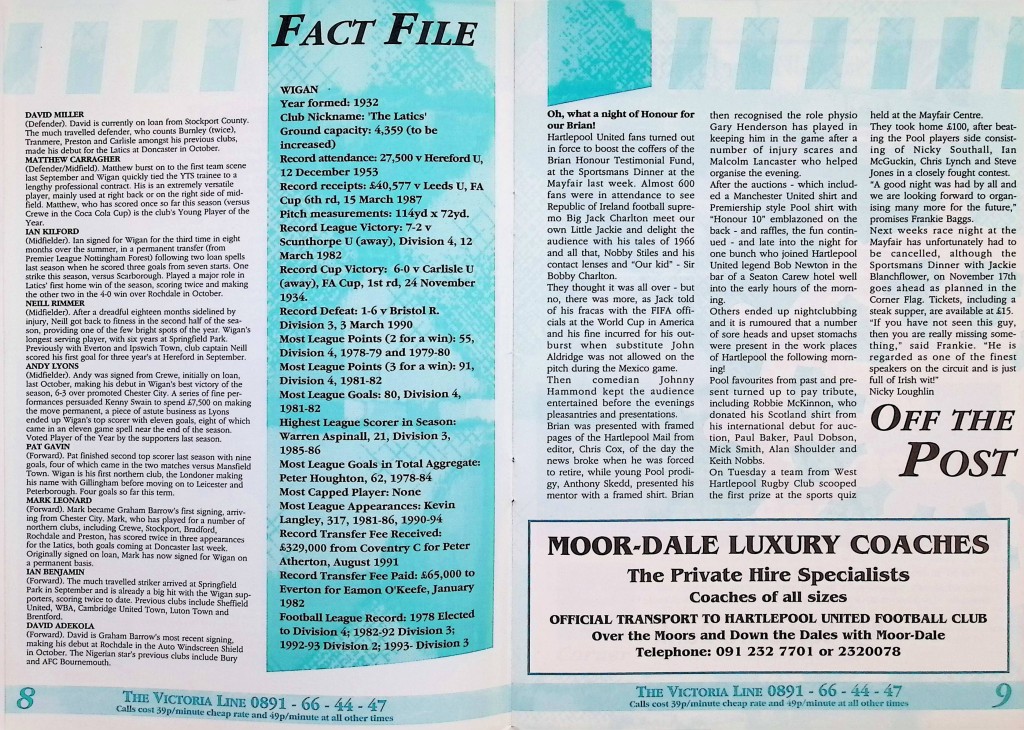 DAVID MILLER
(Defender). David is currently on loan from Stockport County.
The much travelled defender, who counts Burnley (twice),
Tranmere, Preston and Carlisle amongst his previous clubs,
made his debut for the Latics at Doncaster in October.
MATTHEW CARRAGHER
(Defender/Midfield). Matthew burst on to the first team scene
last September and Wigan quickly tied the YTS trainee to a
lengthy professional contract. His is an extremely versatile
player, mainly used at right back or on the right side of mid-
field. Matthew, who has scored once so far this season (versus
Crewe in the Coca Cola Cup) is the club's Young Player of the
Year.
IAN KILFORD
(Midfielder). Ian signed for Wigan for the third time in eight
months over the summer, in a permanent transfer (from
Premier League Nottingham Forest) following two loan spells
last season when he scored three goals from seven starts. One
strike this season, versus Scarborough. Played a major role in
Latics' first home win of the season, scoring twice and making
the other two in the 4-0 win over Rochdale in October.
NEILL RIMMER
(Midfielder). After a dreadful eighteen months sidelined by
injury, Neill got back to fitness in the second half of the sea-
son, providing one of the few bright spots of the year. Wigan's
longest serving player, with six years at Springfield Park.
Previously with Everton and Ipswich Town, club captain Neill
scored his first goal for three year's at Hereford in September.
ANDY LYONS
(Midfielder). Andy was signed from Crewe, initially on loan,
last October, making his debut in Wigan's best victory of the
season, 6-3 over promoted Chester City. A series of fine per-
formances persuaded Kenny Swain to spend £7,500 on making
the move permanent, a piece of astute business as Lyons
ended up Wigan's top scorer with eleven goals, eight of which
came in an eleven game spell near the end of the season.
Voted Player of the Year by the supporters last season.
PAT GAVIN
(Forward). Pat finished second top scorer last season with nine
goals, four of which came in the two matches versus Mansfield
Town. Wigan is his first northern club, the Londoner making
his name with Gillingham before moving on to Leicester and
Peterborough. Four goals so far this term.
MARK LEONARD
(Forward). Mark became Graham Barrow's first signing, arriv-
ing from Chester City. Mark, who has played for a number of
northern clubs, including Crewe, Stockport, Bradford,
Rochdale and Preston, has scored twice in three appearances
for the Latics, both goals coming at Doncaster last week.
Originally signed on loan, Mark has now signed for Wigan on
a permanent basis.
IAN BENJAMIN
(Forward). The much travelled striker arrived at Springfield
Park in September and is already a big hit with the Wigan sup-
porters, scoring twice to date. Previous clubs include Sheffield
United, WBA, Cambridge United Town, Luton Town and
Brentford.
DAVID ADEKOLA
(Forward). David is Graham Barrow's most recent signing,
making his debut at Rochdale in the Auto Windscreen Shield
in October. The Nigerian star's previous clubs include Bury
and AFC Bournemouth.
FACT FILE
WIGAN
Year formed: 1932
Club Nickname: 'The Latics'
Ground capacity: 4,359 (to be
increased)
Record attendance: 27,500 v Hereford U,
12 December 1953
Record receipts: £40,577 v Leeds U, FA
Cup 6th rd, 15 March 1987
Pitch measurements: 114yd x 72yd.
Record League Victory: 7-2 v
Scunthorpe U (away), Division 4, 12
March 1982
Record Cup Victory: 6-0 v Carlisle U
(away), FA Cup, 1st rd, 24 November
1934.
Record Defeat: 1-6 v Bristol R.
Division 3, 3 March 1990
Most League Points (2 for a win): 55,
Division 4, 1978-79 and 1979-80
Most League Points (3 for a win): 91,
Division 4, 1981-82
Most League Goals: 80, Division 4,
1981-82
Highest League Scorer in Season:
Warren Aspinall, 21, Division 3,
1985-86
Most League Goals in Total Aggregate:
Peter Houghton, 62, 1978-84
Most Capped Player: None
Most League Appearances: Kevin
Langley, 317, 1981-86, 1990-94
Record Transfer Fee Received:
£329,000 from Coventry C for Peter
Atherton, August 1991
Record Transfer Fee Paid: £65,000 to
Everton for Eamon O'Keefe, January
1982
Football League Record: 1978 Elected
to Division 4; 1982-92 Division 3;
1992-93 Division 2; 1993- Division 3
8
THE VICTORIA LINE 0891 - 66 - 44 - 47
Calls cost 39p/minute cheap rate and 49p/minute at all other times
Oh, what a night of Honour for
our Brian!
Hartlepool United fans turned out
in force to boost the coffers of the
Brian Honour Testimonial Fund,
at the Sportsmans Dinner at the
Mayfair last week. Almost 600
fans were in attendance to see
Republic of Ireland football supre-
mo Big Jack Charlton meet our
own Little Jackie and delight the
audience with his tales of 1966
and all that, Nobby Stiles and his
contact lenses and "Our kid" - Sir
Bobby Charlton.
They thought it was all over - but
no, there was more, as Jack told
of his fracas with the FIFA offi-
cials at the World Cup in America
and his fine incurred for his out-
burst when substitute John
Aldridge was not allowed on the
pitch during the Mexico game.
Then comedian Johnny
Hammond kept the audience
entertained before the evenings
pleasantries and presentations.
Brian was presented with framed
pages of the Hartlepool Mail from
editor, Chris Cox, of the day the
news broke when he was forced
to retire, while young Pool prodi-
gy, Anthony Skedd, presented his
mentor with a framed shirt. Brian
then recognised the role physio
Gary Henderson has played in
keeping him in the game after a
number of injury scares and
Malcolm Lancaster who helped
organise the evening.
After the auctions - which includ-
ed a Manchester United shirt and
Premiership style Pool shirt with
"Honour 10" emblazoned on the
back - and raffles, the fun contin-
ued - and late into the night for
one bunch who joined Hartlepool
United legend Bob Newton in the
bar of a Seaton Carew hotel well
into the early hours of the morn-
ing.
Others ended up nightclubbing
and it is rumoured that a number
of sore heads and upset stomachs
were present in the work places
of Hartlepool the following morn-
ing!
Pool favourites from past and pre-
sent turned up to pay tribute,
including Robbie McKinnon, who
donated his Scotland shirt from
his international debut for auc-
tion, Paul Baker, Paul Dobson,
Mick Smith, Alan Shoulder and
Keith Nobbs.
On Tuesday a team from West
Hartlepool Rugby Club scooped
the first prize at the sports quiz
held at the Mayfair Centre.
They took home £100, after beat-
ing the Pool players side consist-
ing of Nicky Southall, Ian
McGuckin, Chris Lynch and Steve
Jones in a closely fought contest.
"A good night was had by all and
we are looking forward to organ-
ising many more for the future,"
promises Frankie Baggs.
Next weeks race night at the
Mayfair has unfortunately had to
be cancelled, although the
Sportsmans Dinner with Jackie
Blanchflower, on November 17th
goes ahead as planned in the
Corner Flag. Tickets, including a
steak supper, are available at £15.
"If you have not seen this guy,
then you are really missing some-
thing," said Frankie. "He is
regarded as one of the finest
speakers on the circuit and is just
full of Irish wit!"
Nicky Loughlin
OFF THE
POST
MOOR-DALE LUXURY COACHES
The Private Hire Specialists
Coaches of all sizes
OFFICIAL TRANSPORT TO HARTLEPOOL UNITED FOOTBALL CLUB
Over the Moors and Down the Dales with Moor-Dale
Telephone: 091 232 7701 or 2320078
THE VICTORIA LINE 0891 - 66 - 44 - 47
Calls cost 39p/minute cheap rate and 49p/minute at all other times
9